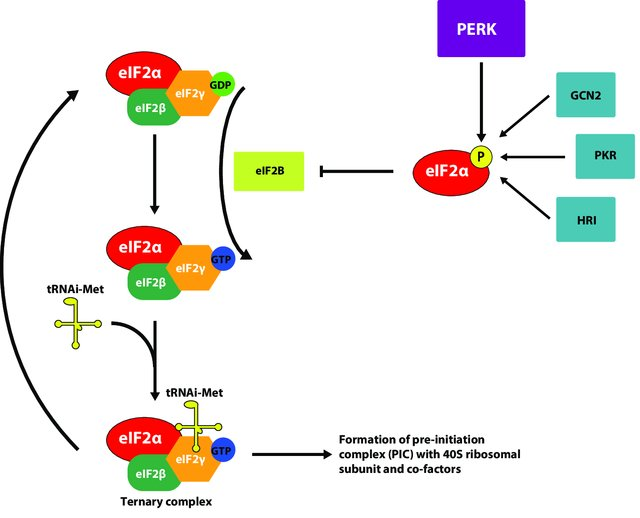 PERK
eIF2α
GDP
eIF2γ
eIF2β
GCN2
P
PKR
eIF2B
eIF2α
HRI
eIF2α
GTP
eIF2γ
eIF2β
tRNAi-Met
tRNAi-Met
eIF2α
GTP
eIF2γ
eIF2β
Ternary complex
Formation of pre-initiation
complex (PIC) with 40S ribosomal
subunit and co-factors